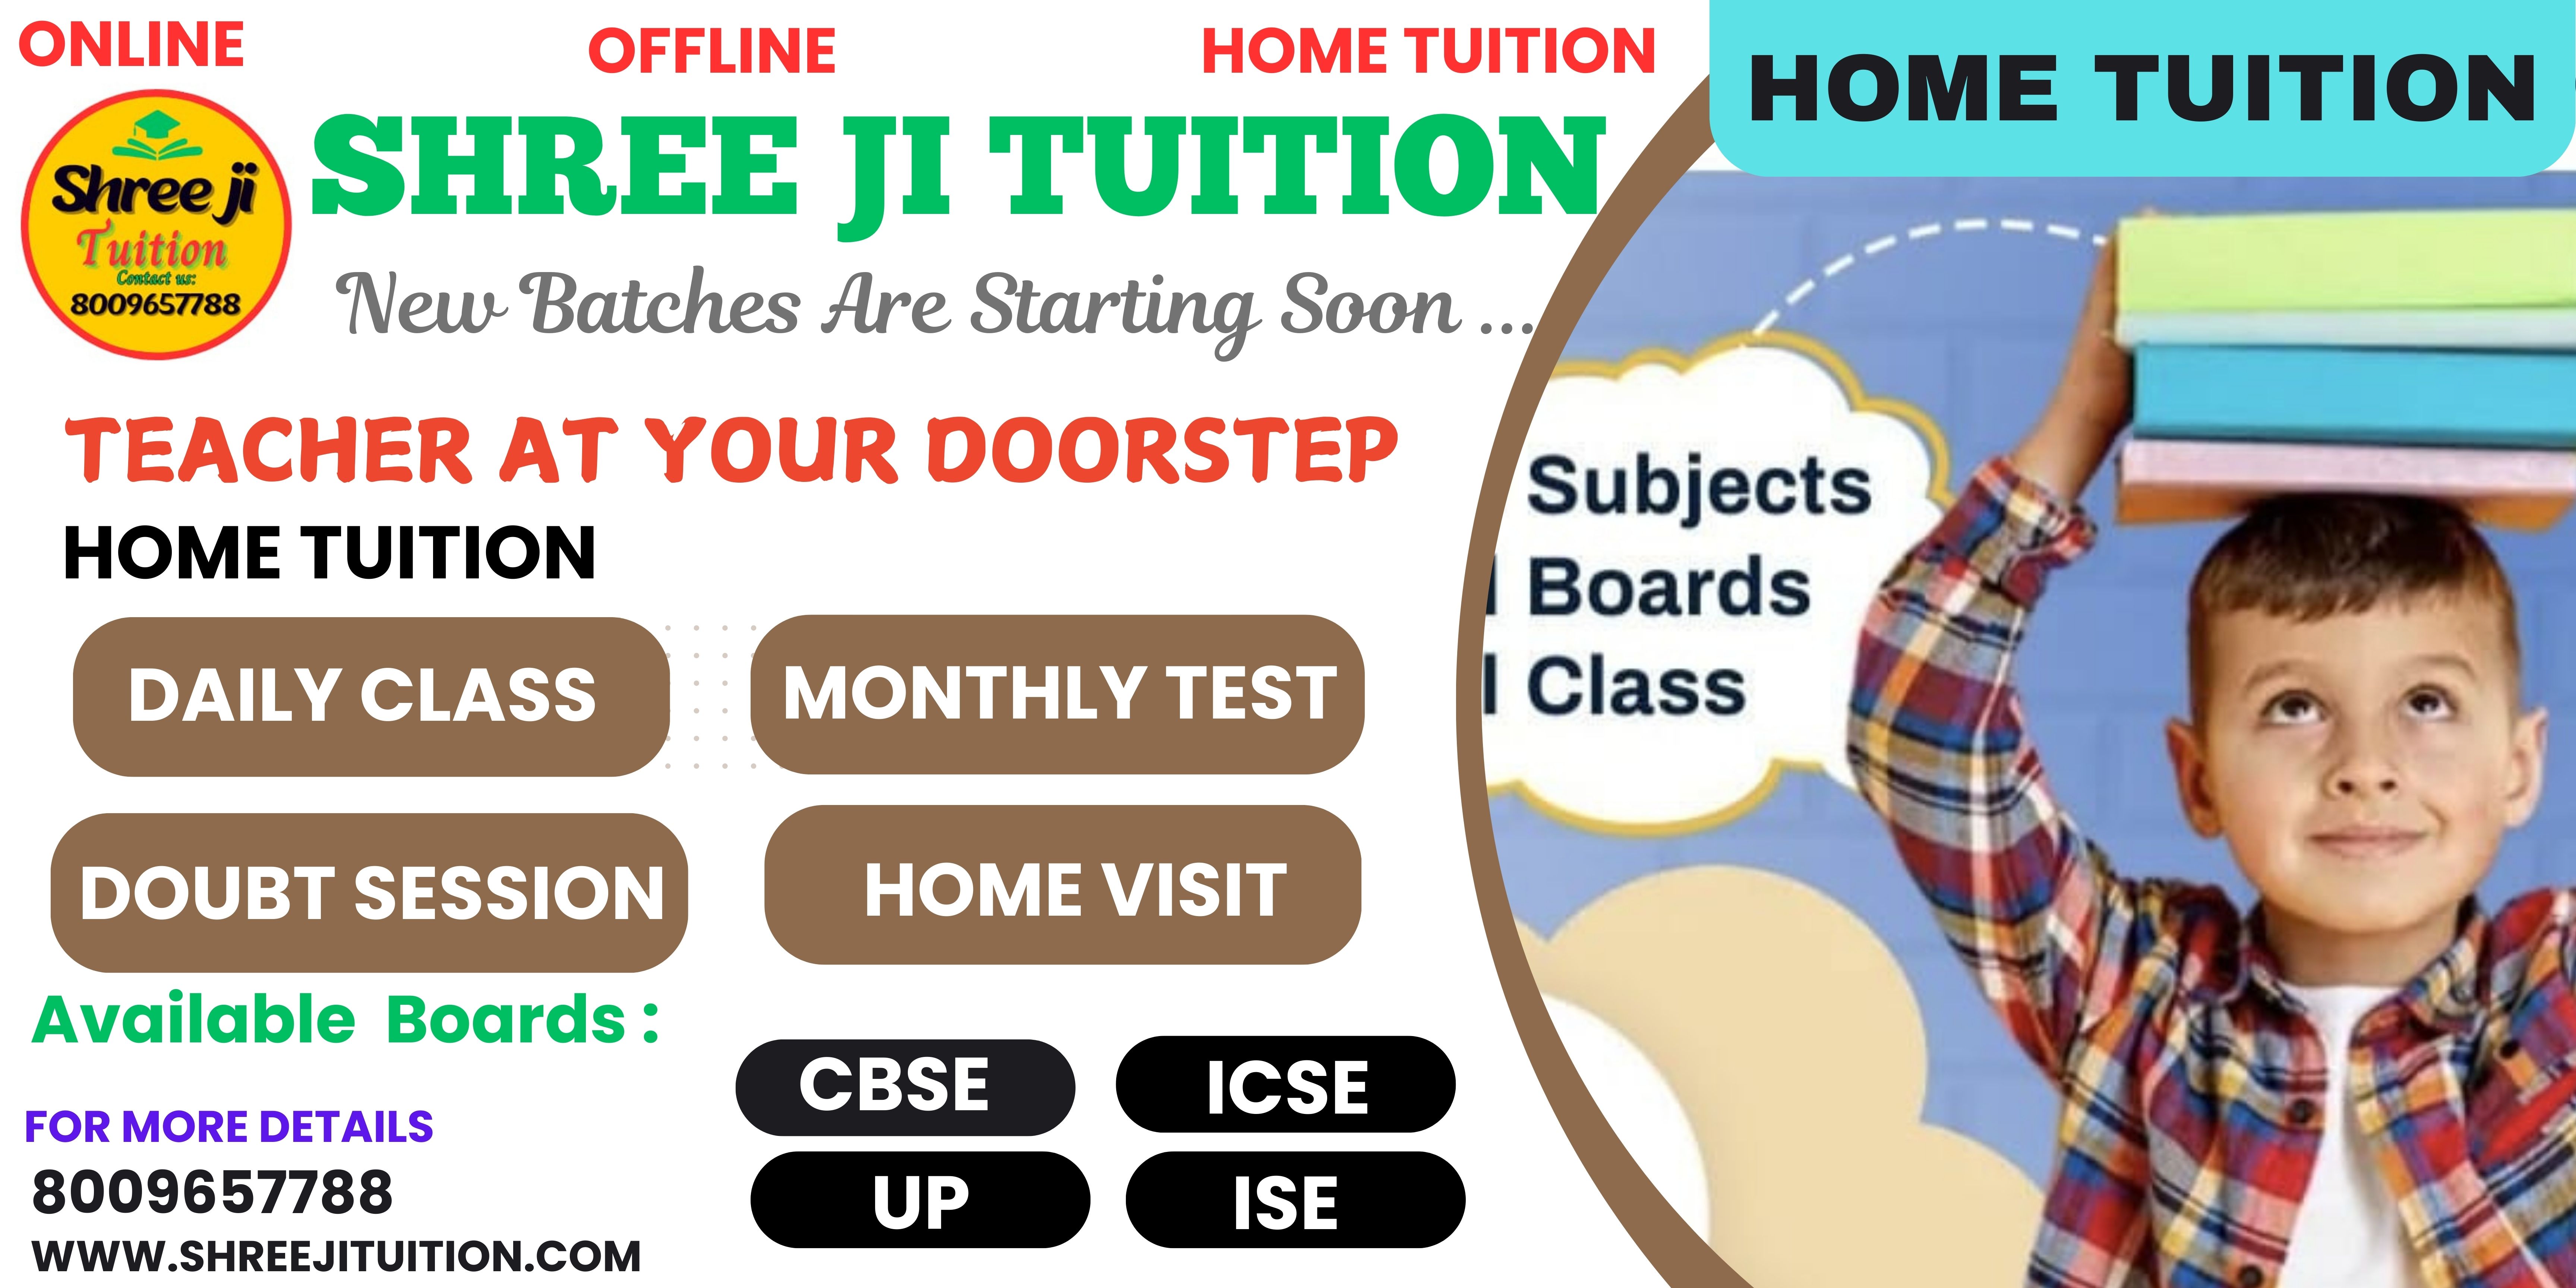 ONLINE
OFFLINE
HOME TUITION
HOME TUITION
Shree ji
Tuition
Contact us:
8009657788
SHREE JI TUITION
New Batches Are Starting Soon ...
TEACHER AT YOUR DOORSTEP
HOME TUITION
DAILY CLASS
MONTHLY TEST
DOUBT SESSION
HOME VISIT
Subjects
Boards
Class
Available Boards :
CBSE
ICSE
UP
ISE
FOR MORE DETAILS
8009657788
WWW.SHREEJITUITION.COM